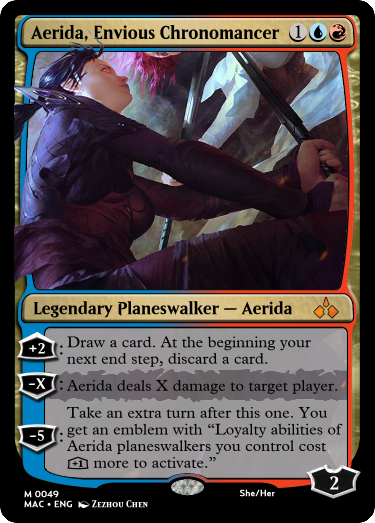 Aerida, Envious Chronomancer 1
Legendary Planeswalker — Aerida
+2: Draw a card. At the beginning your
next end step, discard a card.
-X: Aerida deals X damage to target player.
Take an extra turn after this one. You
-5: get an emblem with “Loyalty abilities of
Aerida planeswalkers you control cost
+1 more to activate.”
2
M 0049 She/Her
MAC • ENG Zezhou Chen